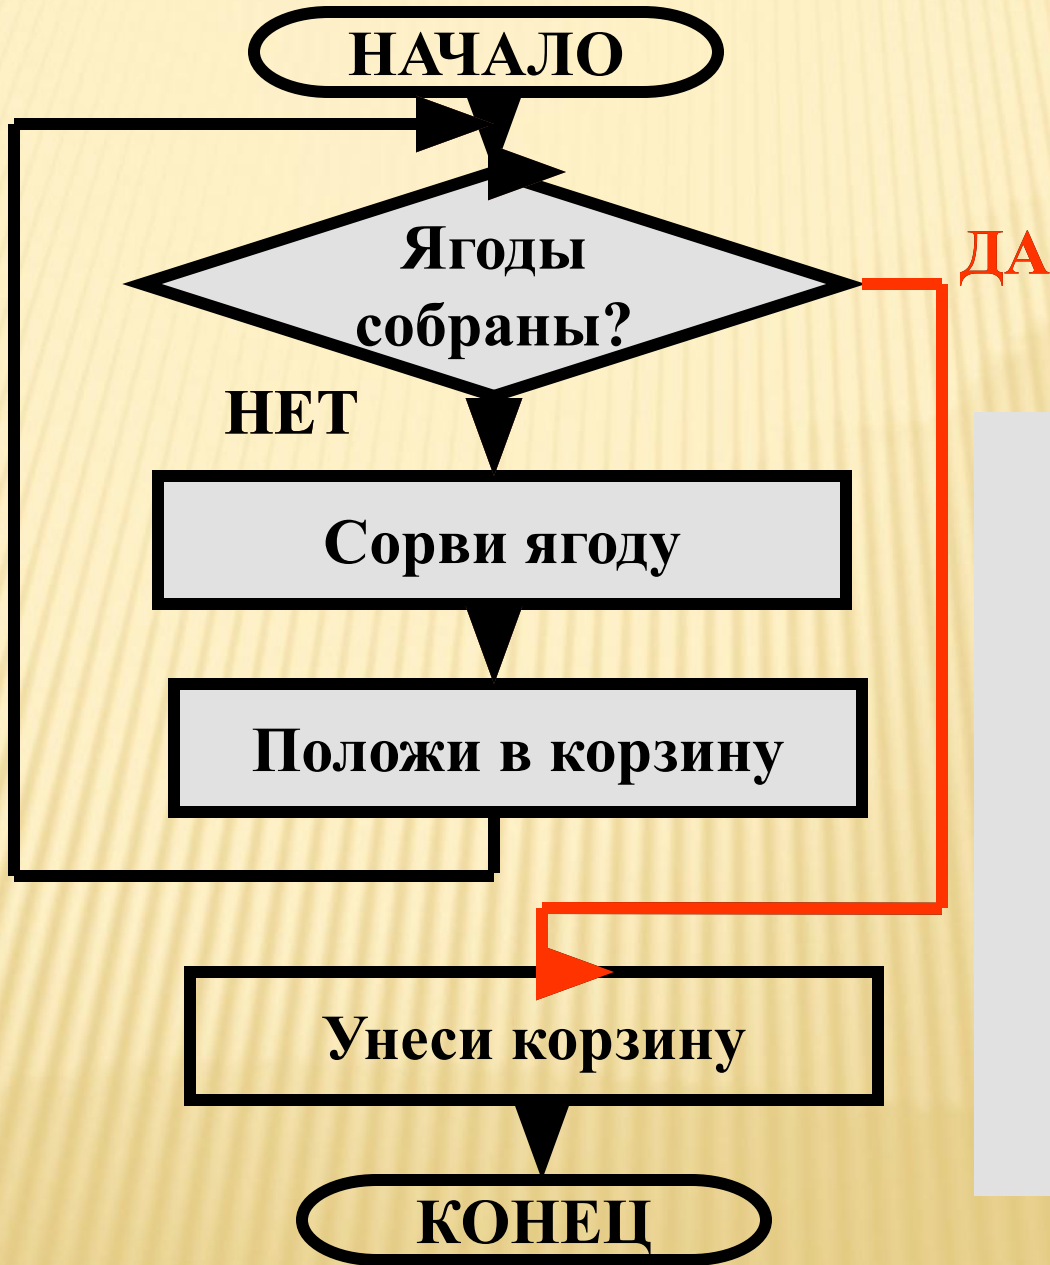 НАЧАЛО
Ягоды
собраны?
ДА
НЕТ
Сорви ягоду
Положи в корзину
Унеси корзину
КОНЕЦ